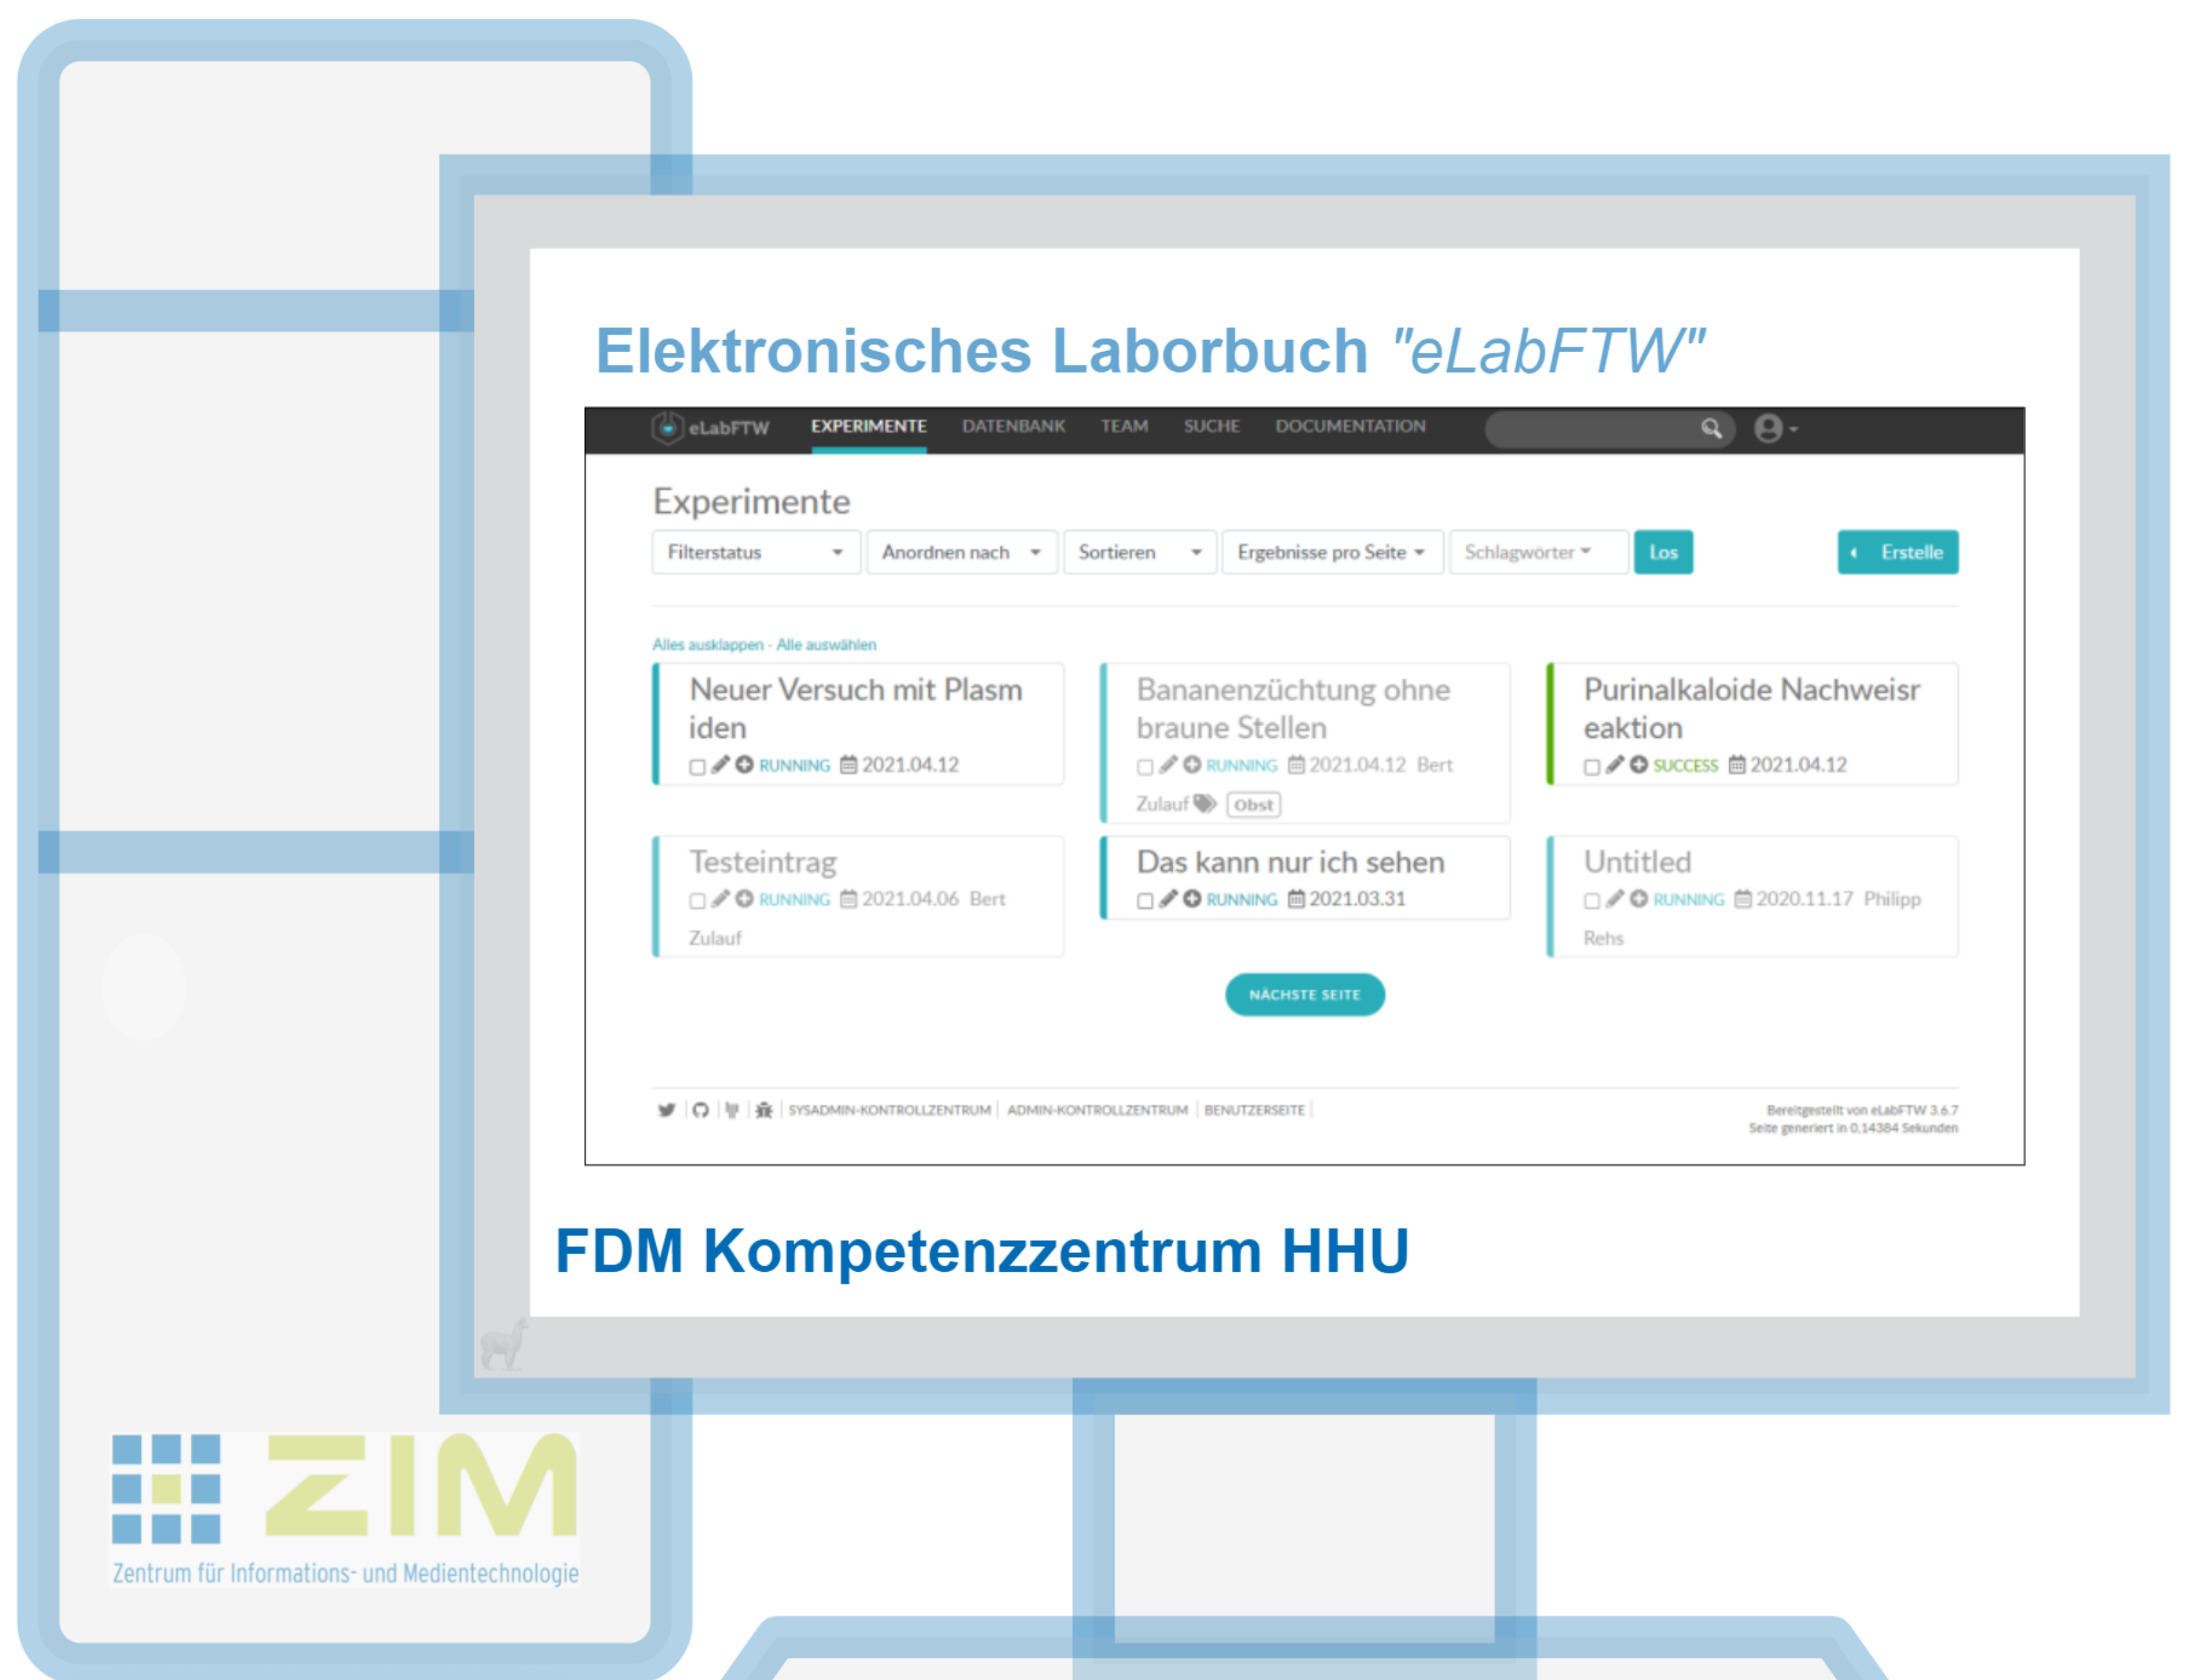 Elektronisches Laborbuch "eLabFTW"
eLabFTW EXPERIMENTE DATENBANK TEAM SUCHE DOCUMENTATION
Experimente
Filterstatus Anordnen nach Sortieren Ergebnisse pro Seite Schlagwörter Los Erstelle
Alles ausklappen - Alle auswählen
Neuer Versuch mit Plasm
iden
RUNNING 2021.04.12
Bananenzüchtung ohne
braune Stellen
RUNNING 2021.04.12 Bert
Zulauf Obst
Purinalkaloide Nachweisr
eaktion
SUCCESS 2021.04.12
Testeintrag
RUNNING 2021.04.06 Bert
Zulauf
Das kann nur ich sehen
RUNNING 2021.03.31
Untitled
RUNNING 2020.11.17 Philipp
Rehs
NÄCHSTE SEITE
SYSADMIN-KONTROLLZENTRUM ADMIN-KONTROLLZENTRUM BENUTZERSEITE
Bereitgestellt von eLabFTW 3.6.7
Seite generiert in 0,14384 Sekunden
FDM Kompetenzzentrum HHU
ZIM
Zentrum für Informations- und Medientechnologie